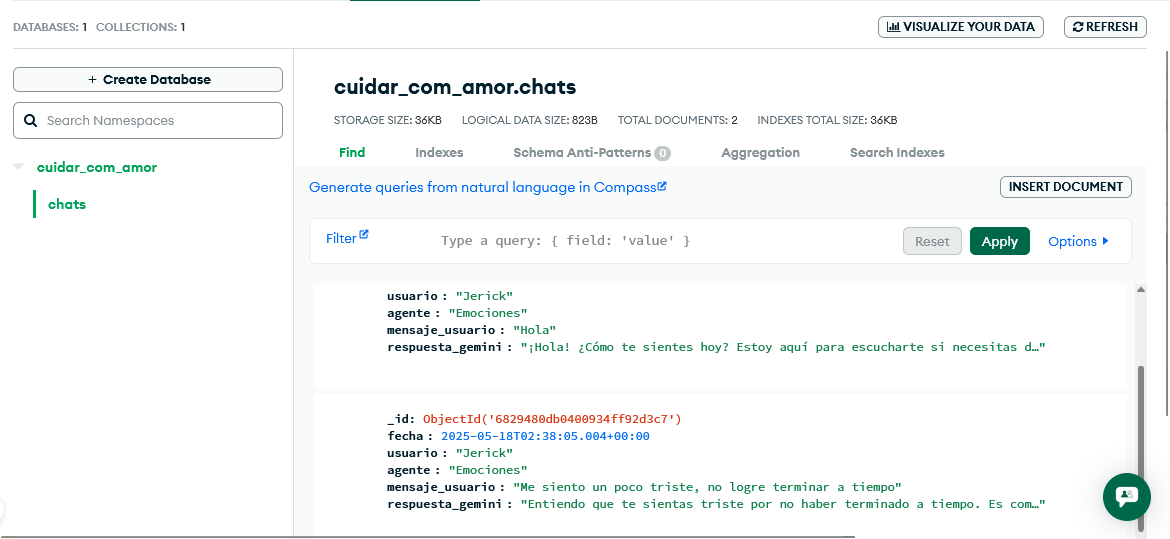 DATABASES: 1 COLLECTIONS: 1
VISUALIZE YOUR DATA
REFRESH
+ Create Database
Search Namespaces
cuidar_com_amor
chats
cuidar_com_amor.chats
STORAGE SIZE: 36KB LOGICAL DATA SIZE: 823B TOTAL DOCUMENTS: 2 INDEXES TOTAL SIZE: 36KB
Find Indexes Schema Anti-Patterns 0 Aggregation Search Indexes
Generate queries from natural language in Compass
INSERT DOCUMENT
Filter Type a query: { field: 'value' } Reset Apply Options
usuario : "Jerick"
agente : "Emociones"
mensaje_usuario : "Hola"
respuesta_gemini : "¡Hola! ¿Cómo te sientes hoy? Estoy aquí para escucharte si necesitas d…"
_id: ObjectId('6829480db0400934ff92d3c7')
fecha : 2025-05-18T02:38:05.004+00:00
usuario : "Jerick"
agente : "Emociones"
mensaje_usuario : "Me siento un poco triste, no logre terminar a tiempo"
respuesta_gemini : "Entiendo que te sientas triste por no haber terminado a tiempo. Es com…"